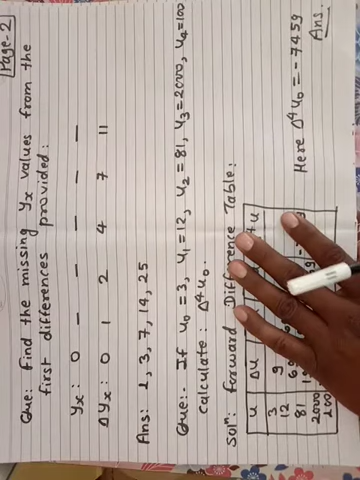 Page-2
Que: Find the missing yx values from the
first differences provided:
yx: 0 — — — — —
Δyx: 0 1 2 4 7 11
Ans: 1, 3, 7, 14, 25
Que:- If u0=3, u1=12, u2=81, u3=2000, u4=100
calculate: Δ⁴u0.
Soln: Forward Difference Table:
u Δu
3 9
12
81
2000
Here Δ⁴u0 = -7459
Ans.